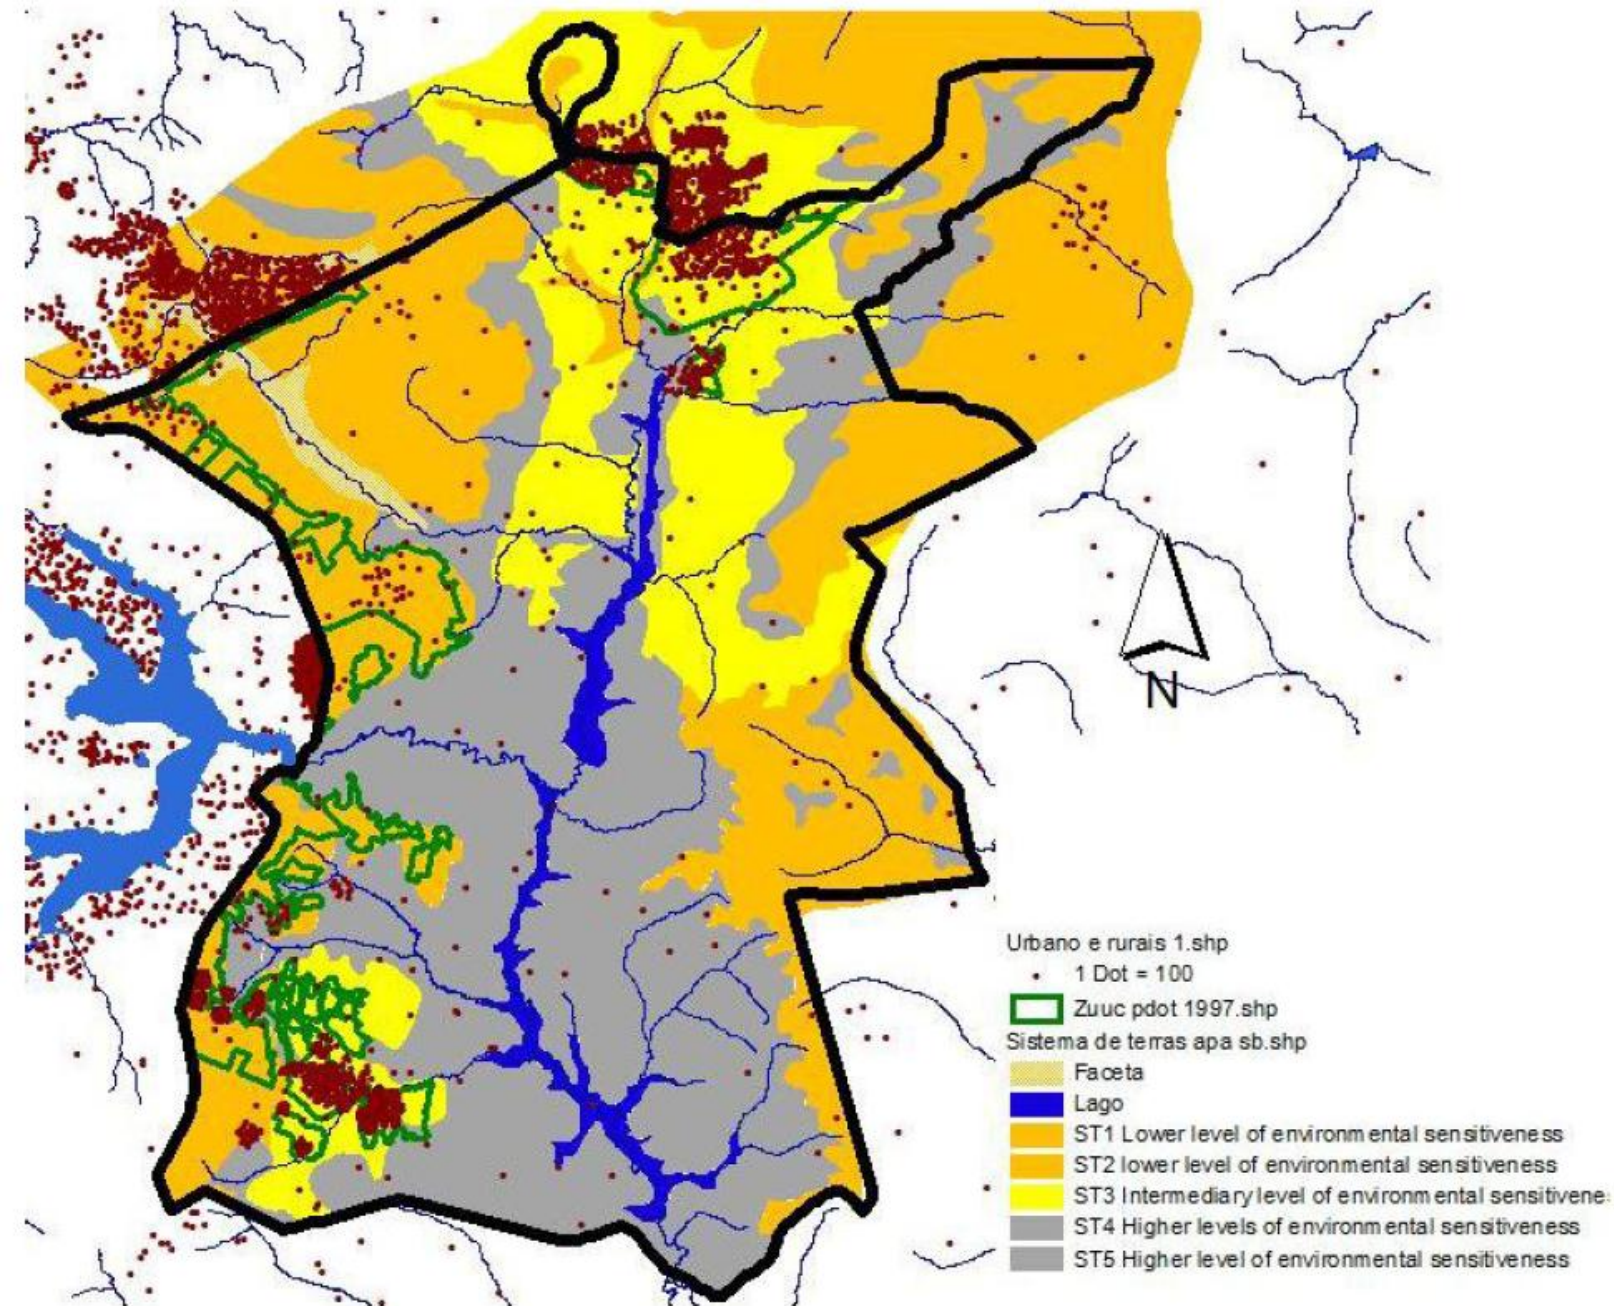 N
Urbano e rurais 1.shp
1 Dot = 100
Zuuc pdot 1997.shp
Sistema de terras apa sb.shp
Faceta
Lago
ST1 Lower level of environmental sensitiveness
ST2 lower level of environmental sensitiveness
ST3 Intermediary level of environmental sensitivenes
ST4 Higher levels of environmental sensitiveness
ST5 Higher level of environmental sensitiveness